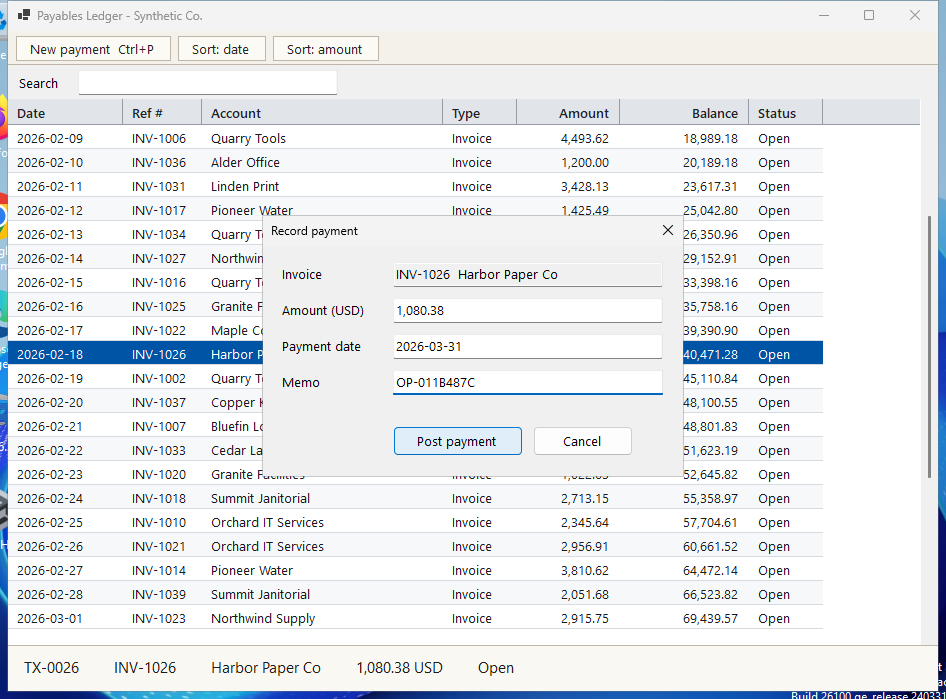 Payables Ledger - Synthetic Co.
New payment Ctrl+P Sort: date Sort: amount
Search
Date Ref # Account Type Amount Balance Status
2026-02-09 INV-1006 Quarry Tools Invoice 4,493.62 18,989.18 Open
2026-02-10 INV-1036 Alder Office Invoice 1,200.00 20,189.18 Open
2026-02-11 INV-1031 Linden Print Invoice 3,428.13 23,617.31 Open
2026-02-12 INV-1017 Pioneer Water Invoice 1,425.49 25,042.80 Open
2026-02-13 INV-1034 Quarry T 26,350.96 Open
2026-02-14 INV-1027 Northwin 29,152.91 Open
2026-02-15 INV-1016 Quarry T 33,398.16 Open
2026-02-16 INV-1025 Granite F 35,758.16 Open
2026-02-17 INV-1022 Maple Co 39,390.90 Open
2026-02-18 INV-1026 Harbor P 40,471.28 Open
2026-02-19 INV-1002 Quarry T 45,110.84 Open
2026-02-20 INV-1037 Copper K 48,100.55 Open
2026-02-21 INV-1007 Bluefin Lo 48,801.83 Open
2026-02-22 INV-1033 Cedar La 51,623.19 Open
2026-02-23 INV-1020 Granite Facilities Invoice 52,645.82 Open
2026-02-24 INV-1018 Summit Janitorial Invoice 2,713.15 55,358.97 Open
2026-02-25 INV-1010 Orchard IT Services Invoice 2,345.64 57,704.61 Open
2026-02-26 INV-1021 Orchard IT Services Invoice 2,956.91 60,661.52 Open
2026-02-27 INV-1014 Pioneer Water Invoice 3,810.62 64,472.14 Open
2026-02-28 INV-1039 Summit Janitorial Invoice 2,051.68 66,523.82 Open
2026-03-01 INV-1023 Northwind Supply Invoice 2,915.75 69,439.57 Open
Record payment
Invoice INV-1026 Harbor Paper Co
Amount (USD) 1,080.38
Payment date 2026-03-31
Memo OP-011B487C
Post payment Cancel
TX-0026 INV-1026 Harbor Paper Co 1,080.38 USD Open